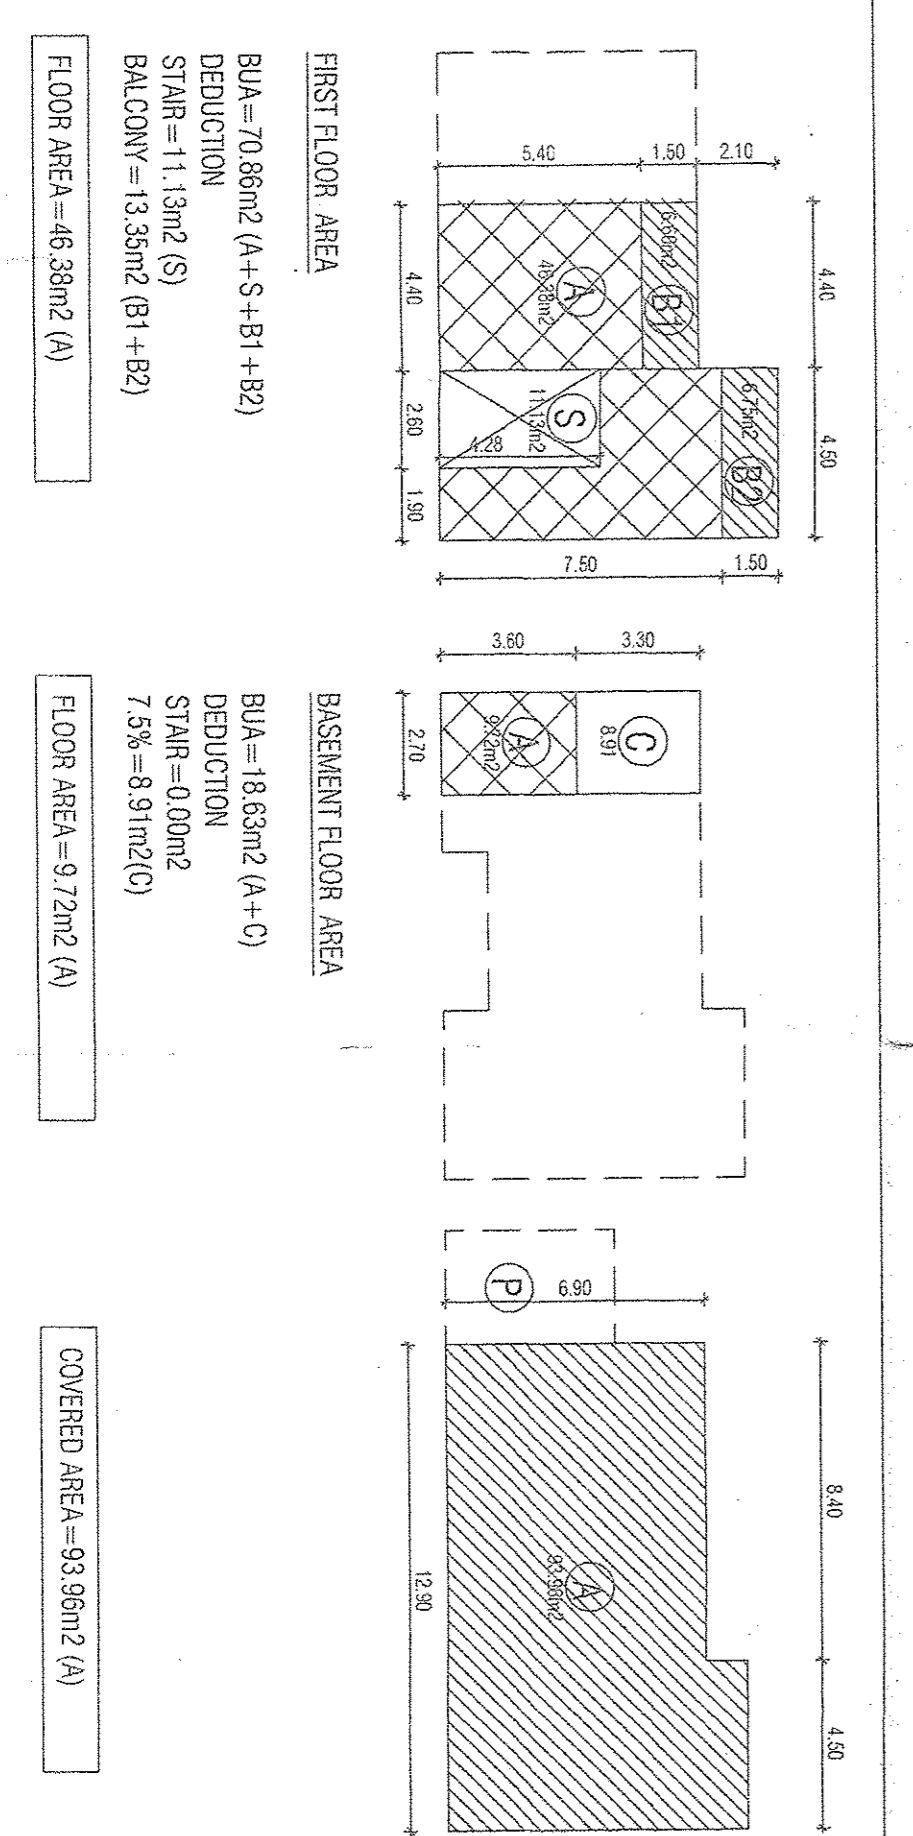 2.10
1.50
5.40
4.40
4.50
6.60m2
B1
6.75m2
B2
A
46.38m2
S
11.13m2
4.28
4.40
2.60
1.90
7.50
1.50
FIRST FLOOR AREA
BUA=70.86m2 (A+S+B1+B2)
DEDUCTION
STAIR=11.13m2 (S)
BALCONY=13.35m2 (B1+B2)
FLOOR AREA=46.38m2 (A)
3.60
3.30
C
8.91
A
9.72m2
2.70
BASEMENT FLOOR AREA
BUA=18.63m2 (A+C)
DEDUCTION
STAIR=0.00m2
7.5%=8.91m2(C)
FLOOR AREA=9.72m2 (A)
P
6.90
8.40
4.50
A
93.96m2
12.90
COVERED AREA=93.96m2 (A)